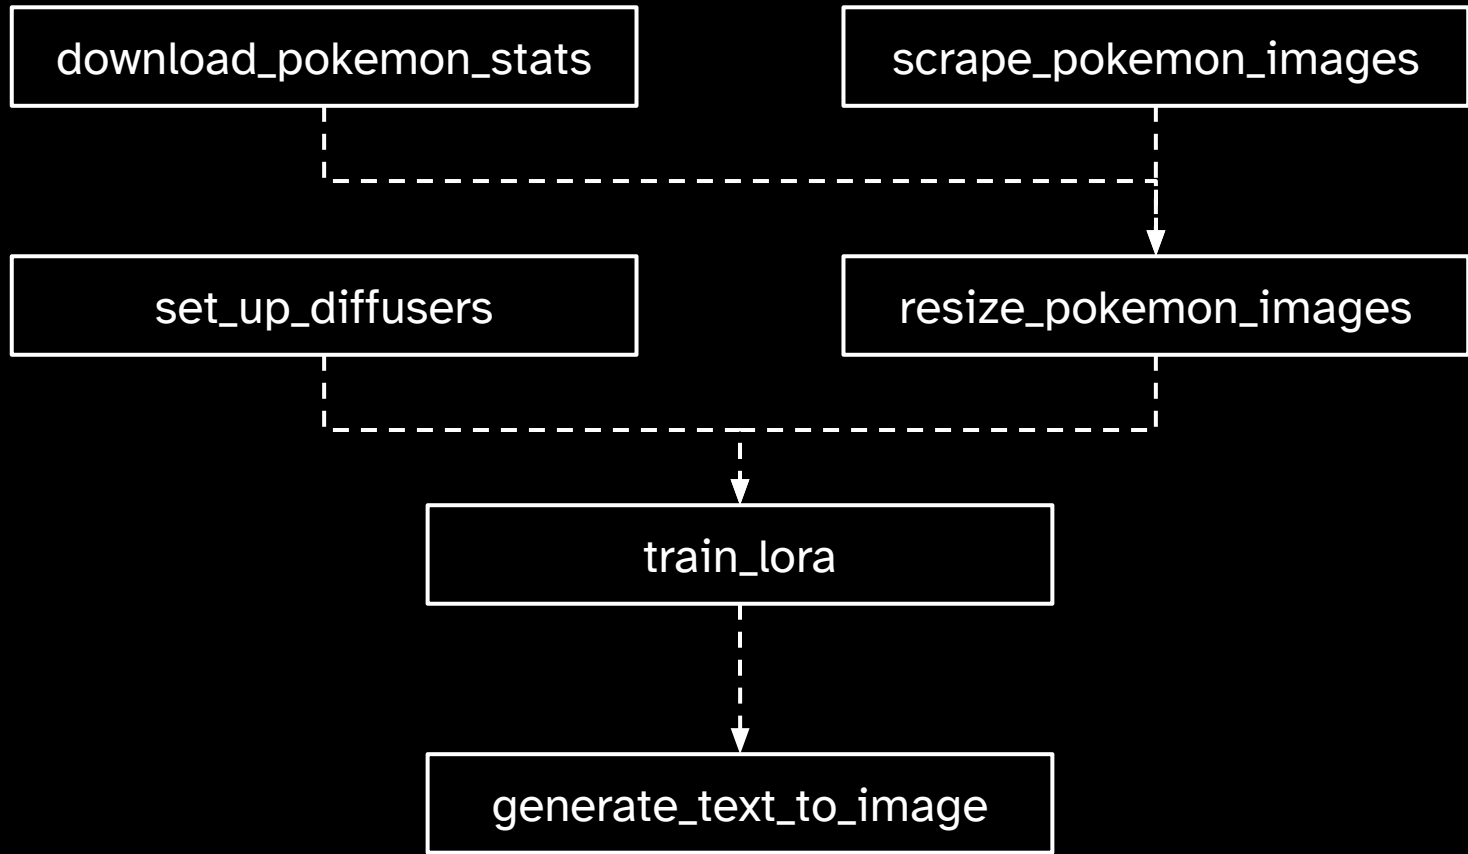 download_pokemon_stats
scrape_pokemon_images
set_up_diffusers
resize_pokemon_images
train_lora
generate_text_to_image